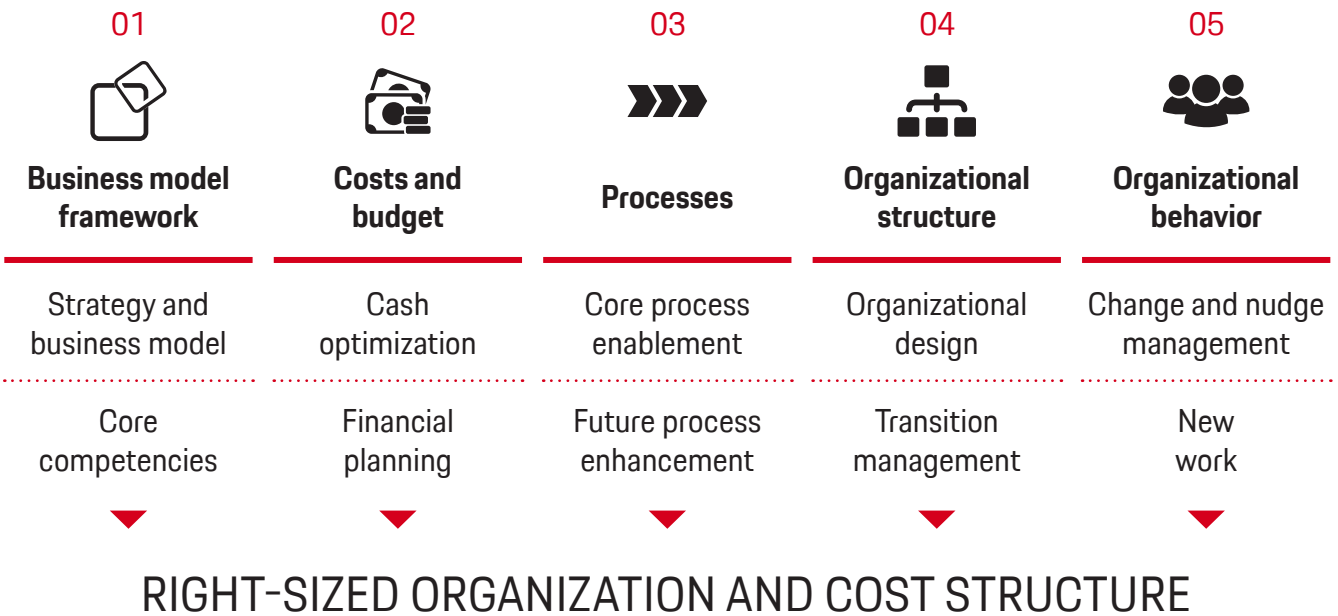 01
Business model
framework
Strategy and
business model
Core
competencies
02
Costs and
budget
Cash
optimization
Financial
planning
03
Processes
Core process
enablement
Future process
enhancement
04
Organizational
structure
Organizational
design
Transition
management
05
Organizational
behavior
Change and nudge
management
New
work
RIGHT-SIZED ORGANIZATION AND COST STRUCTURE